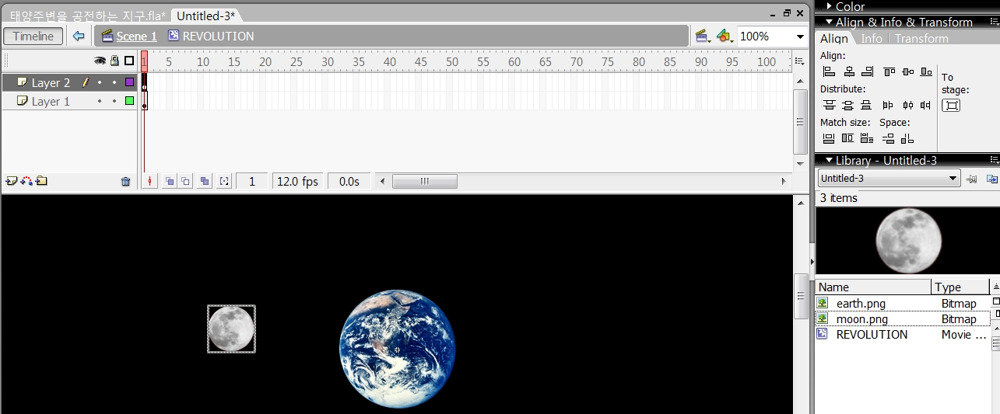 태양주변을 공전하는 지구.fla* Untitled-3*
Timeline Scene 1 REVOLUTION 100%
1 5 10 15 20 25 30 35 40 45 50 55 60 65 70 75 80 85 90 95 100
Layer 2
Layer 1
1 12.0 fps 0.0s
Color
Align & Info & Transform
Align Info Transform
Align:
To
stage:
Distribute:
Match size: Space:
Library - Untitled-3
Untitled-3
3 items
Name Type
earth.png Bitmap
moon.png Bitmap
REVOLUTION Movie ...